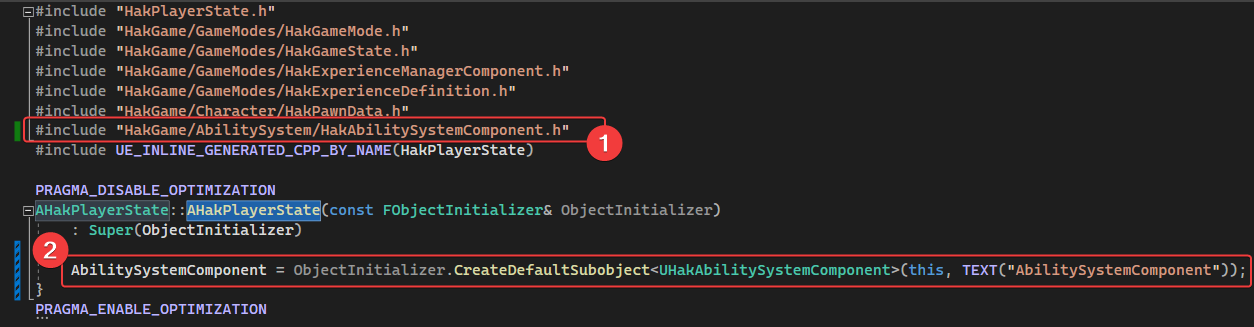 #include "HakPlayerState.h"
#include "HakGame/GameModes/HakGameMode.h"
#include "HakGame/GameModes/HakGameState.h"
#include "HakGame/GameModes/HakExperienceManagerComponent.h"
#include "HakGame/GameModes/HakExperienceDefinition.h"
#include "HakGame/Character/HakPawnData.h"
#include "HakGame/AbilitySystem/HakAbilitySystemComponent.h"
1
#include UE_INLINE_GENERATED_CPP_BY_NAME(HakPlayerState)
PRAGMA_DISABLE_OPTIMIZATION
AHakPlayerState::AHakPlayerState(const FObjectInitializer& ObjectInitializer)
: Super(ObjectInitializer)
2
AbilitySystemComponent = ObjectInitializer.CreateDefaultSubobject<UHakAbilitySystemComponent>(this, TEXT("AbilitySystemComponent"));
}
PRAGMA_ENABLE_OPTIMIZATION